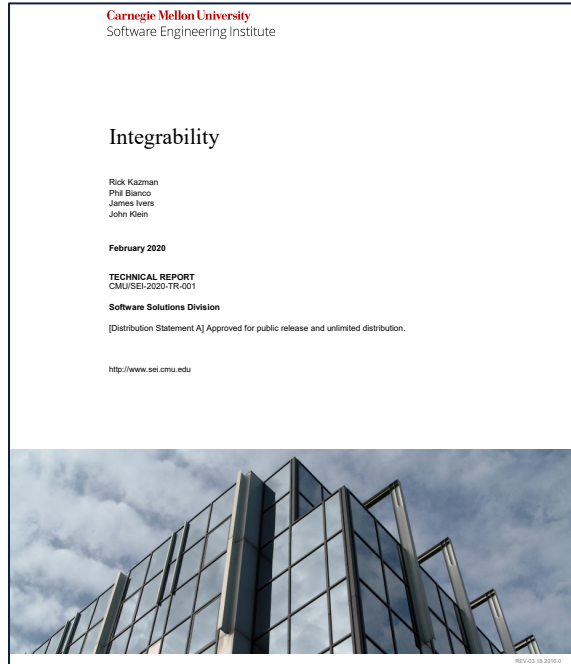 Carnegie Mellon University
Software Engineering Institute
Integrability
Rick Kazman
Phil Bianco
James Ivers
John Klein
February 2020
TECHNICAL REPORT
CMU/SEI-2020-TR-001
Software Solutions Division
[Distribution Statement A] Approved for public release and unlimited distribution.
http://www.sei.cmu.edu
REV-03.18.2016.0